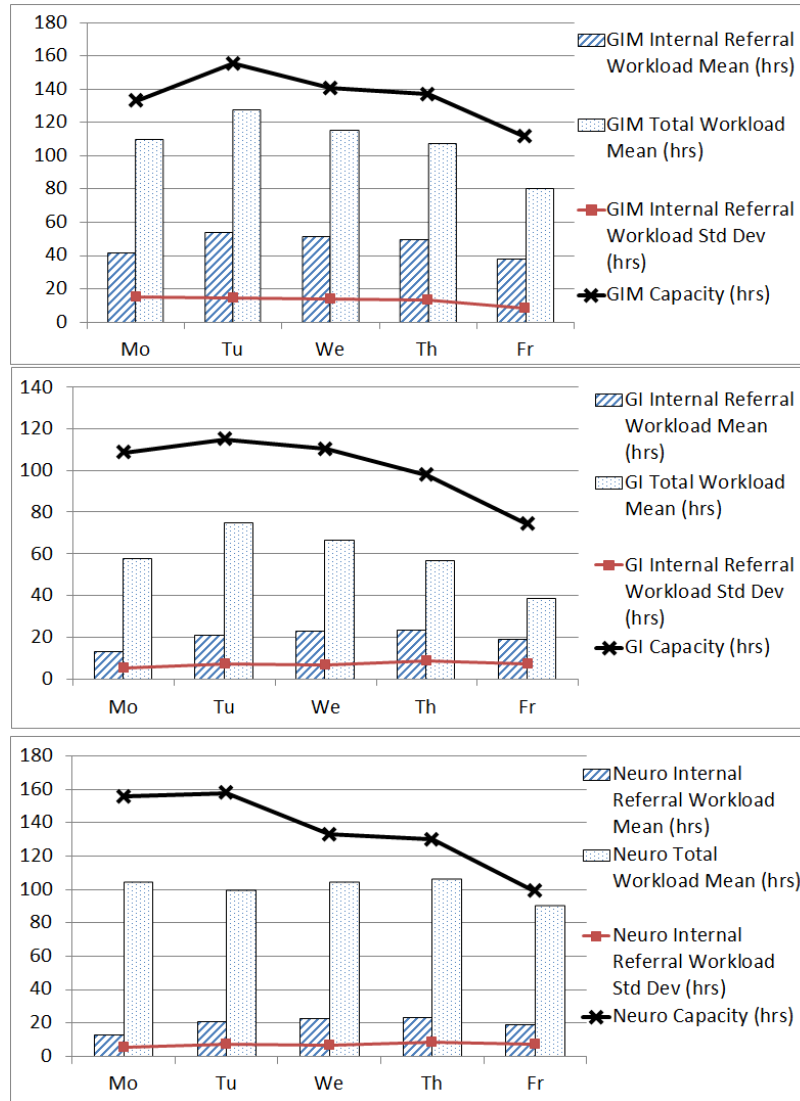 180
160
140
120
100
80
60
40
20
0
Mo
Tu
We
Th
Fr
GIM Internal Referral
Workload Mean (hrs)
GIM Total Workload
Mean (hrs)
GIM Internal Referral
Workload Std Dev
(hrs)
GIM Capacity (hrs)
140
120
100
80
60
40
20
0
Mo
Tu
We
Th
Fr
GI Internal Referral
Workload Mean
(hrs)
GI Total Workload
Mean (hrs)
GI Internal Referral
Workload Std Dev
(hrs)
GI Capacity (hrs)
180
160
140
120
100
80
60
40
20
0
Mo
Tu
We
Th
Fr
Neuro Internal
Referral Workload
Mean (hrs)
Neuro Total
Workload Mean (hrs)
Neuro Internal
Referral Workload
Std Dev (hrs)
Neuro Capacity (hrs)